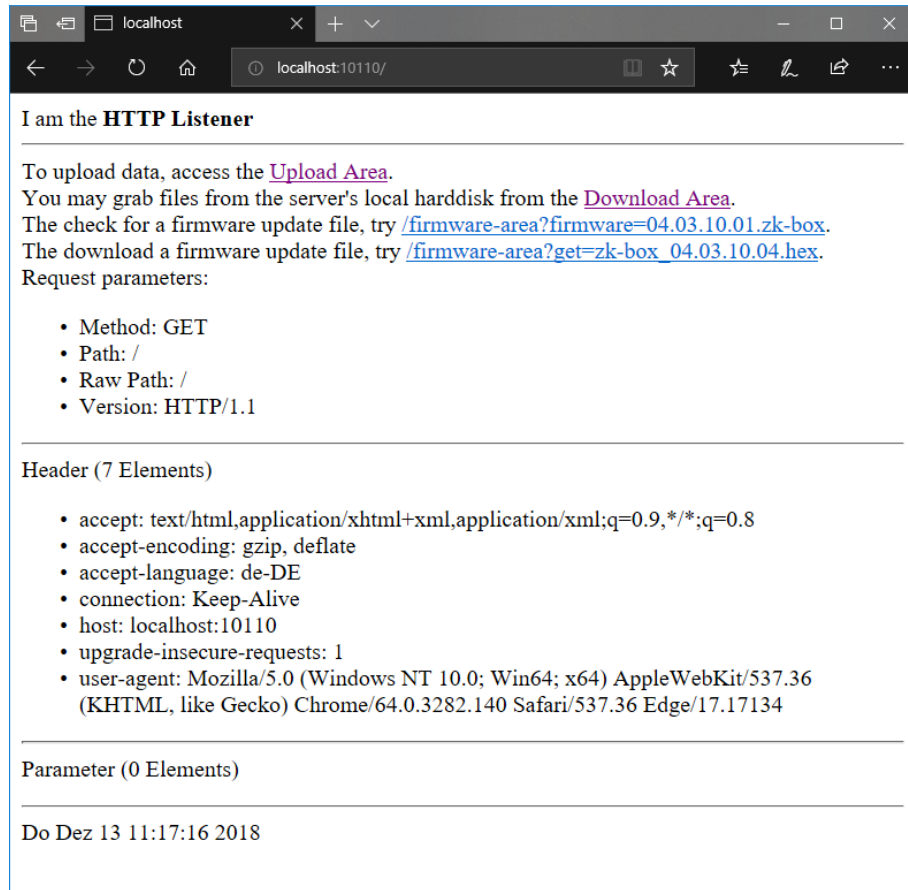 localhost
localhost:10110/
I am the HTTP Listener
To upload data, access the Upload Area.
You may grab files from the server's local harddisk from the Download Area.
The check for a firmware update file, try /firmware-area?firmware=04.03.10.01.zk-box.
The download a firmware update file, try /firmware-area?get=zk-box_04.03.10.04.hex.
Request parameters:
• Method: GET
• Path: /
• Raw Path: /
• Version: HTTP/1.1
Header (7 Elements)
• accept: text/html,application/xhtml+xml,application/xml;q=0.9,*/*;q=0.8
• accept-encoding: gzip, deflate
• accept-language: de-DE
• connection: Keep-Alive
• host: localhost:10110
• upgrade-insecure-requests: 1
• user-agent: Mozilla/5.0 (Windows NT 10.0; Win64; x64) AppleWebKit/537.36
(KHTML, like Gecko) Chrome/64.0.3282.140 Safari/537.36 Edge/17.17134
Parameter (0 Elements)
Do Dez 13 11:17:16 2018